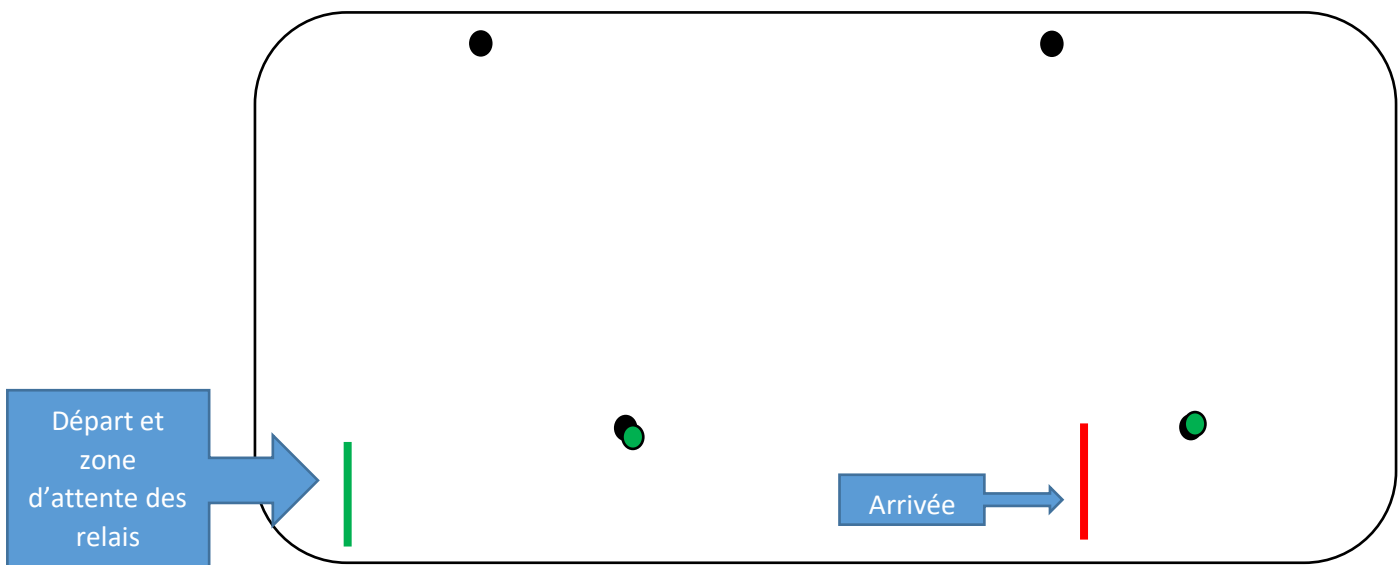 Départ et
zone
d’attente des
relais
Arrivée